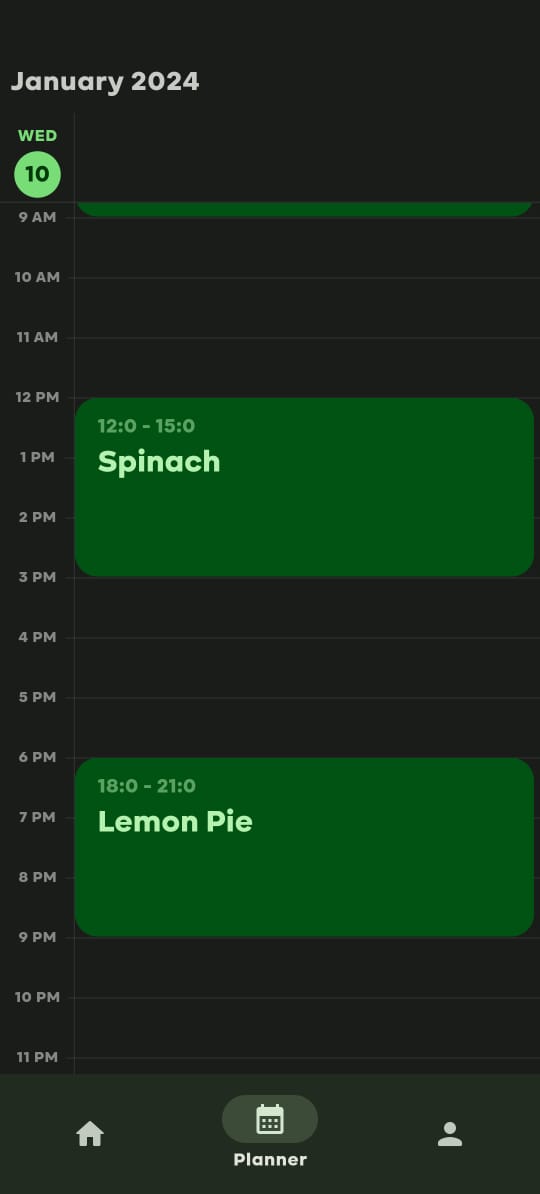 January 2024
WED
10
9 AM
10 AM
11 AM
12 PM
12:0 - 15:0
Spinach
1 PM
2 PM
3 PM
4 PM
5 PM
6 PM
18:0 - 21:0
Lemon Pie
7 PM
8 PM
9 PM
10 PM
11 PM
Planner